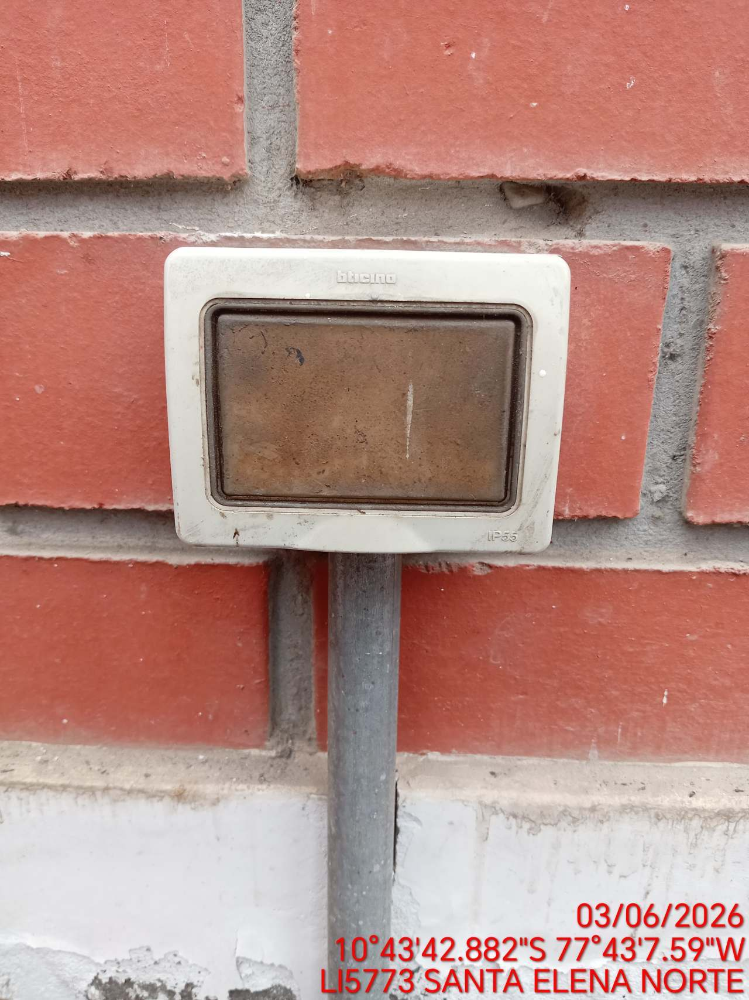 bticino
IP55
03/06/2026
10°43'42.882"S 77°43'7.59"W
LI5773 SANTA ELENA NORTE